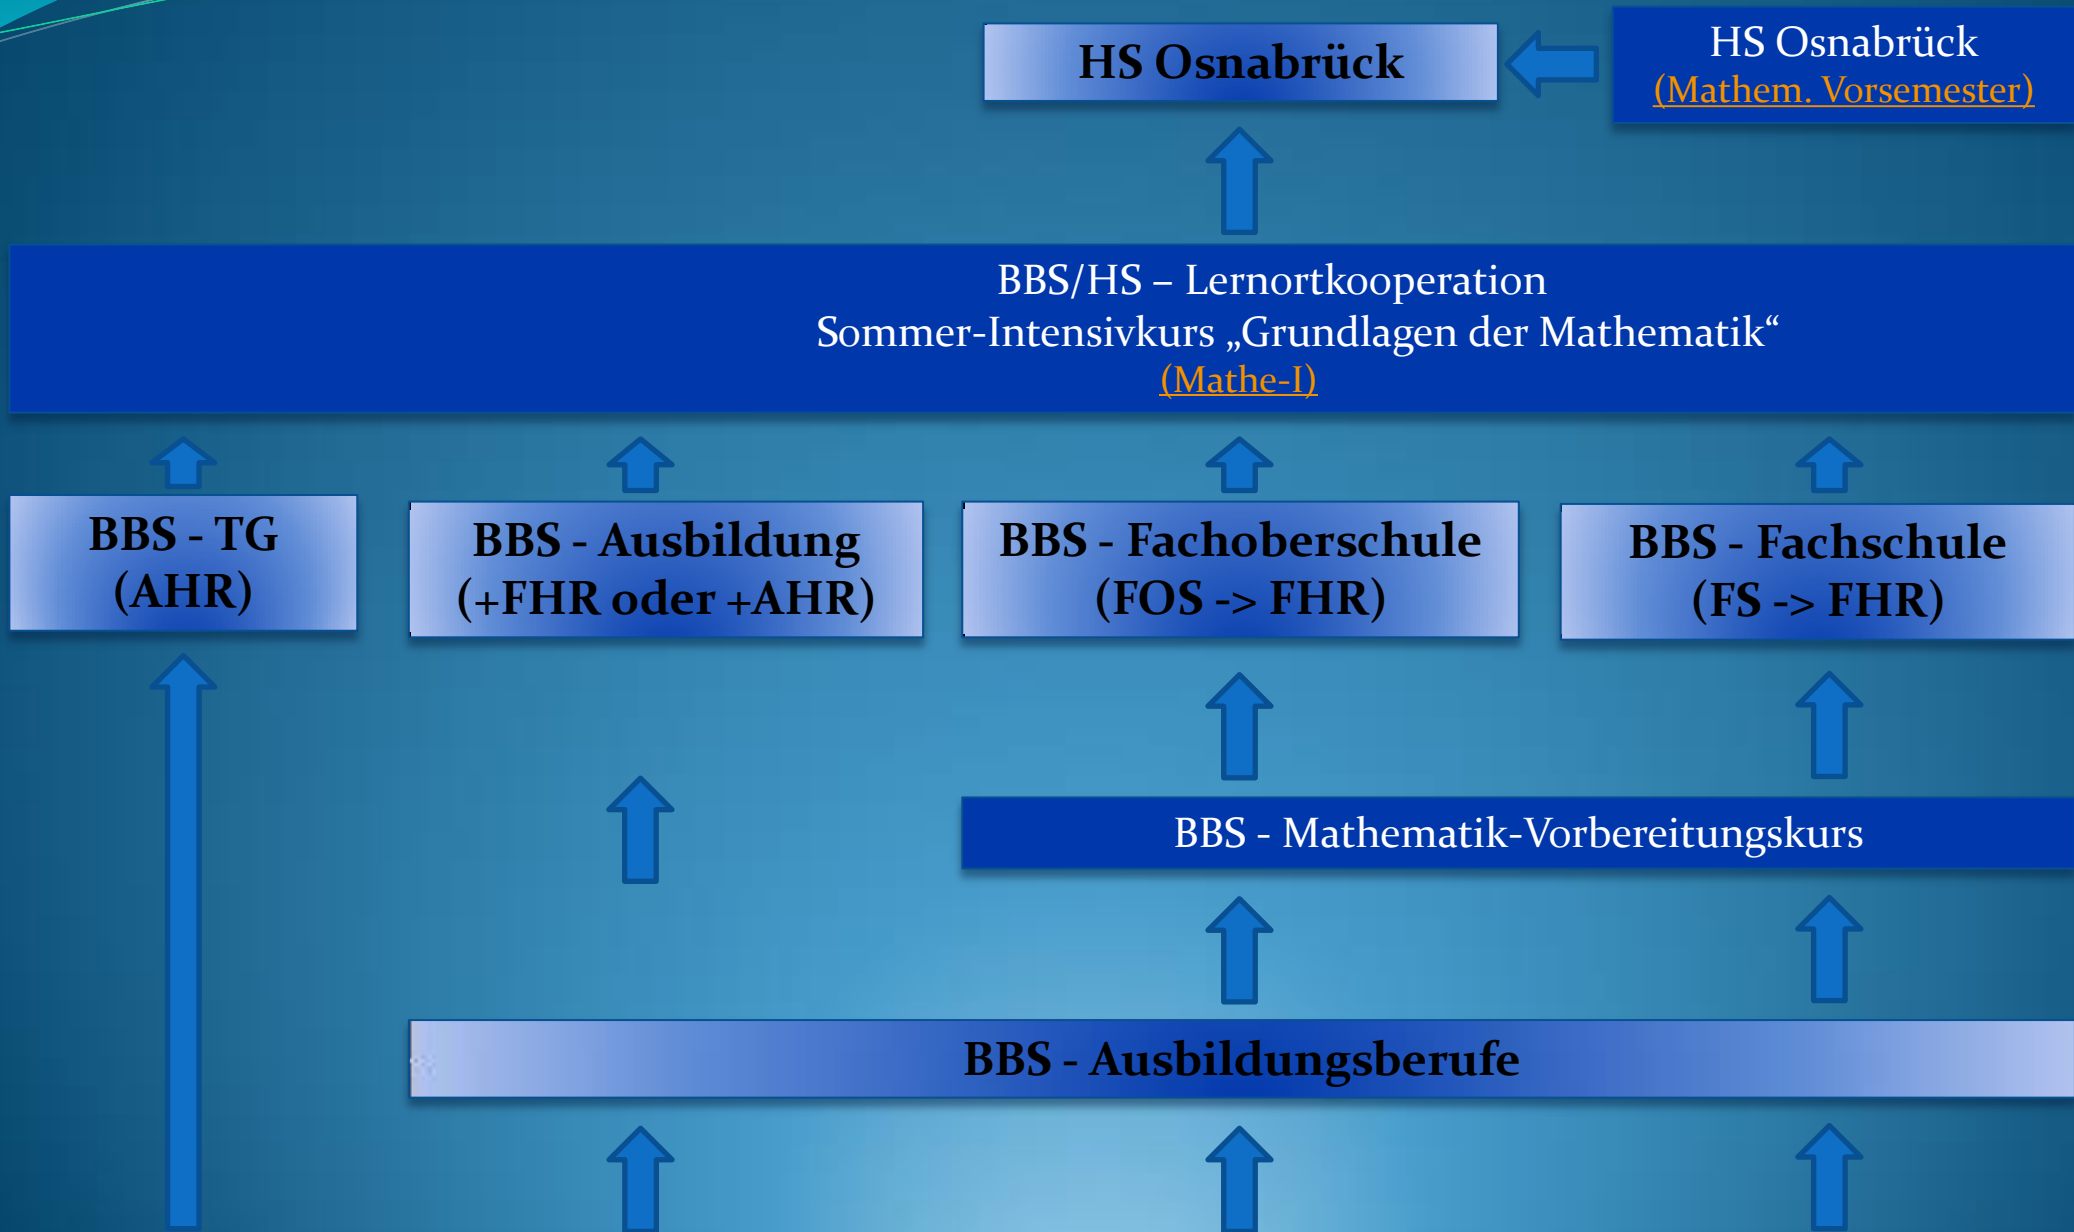 HS Osnabrück
HS Osnabrück
(Mathem. Vorsemester)
BBS/HS – Lernortkooperation
Sommer-Intensivkurs „Grundlagen der Mathematik“
(Mathe-I)
BBS - TG
(AHR)
BBS - Ausbildung
(+FHR oder +AHR)
BBS - Fachoberschule
(FOS -> FHR)
BBS - Fachschule
(FS -> FHR)
BBS - Mathematik-Vorbereitungskurs
BBS - Ausbildungsberufe